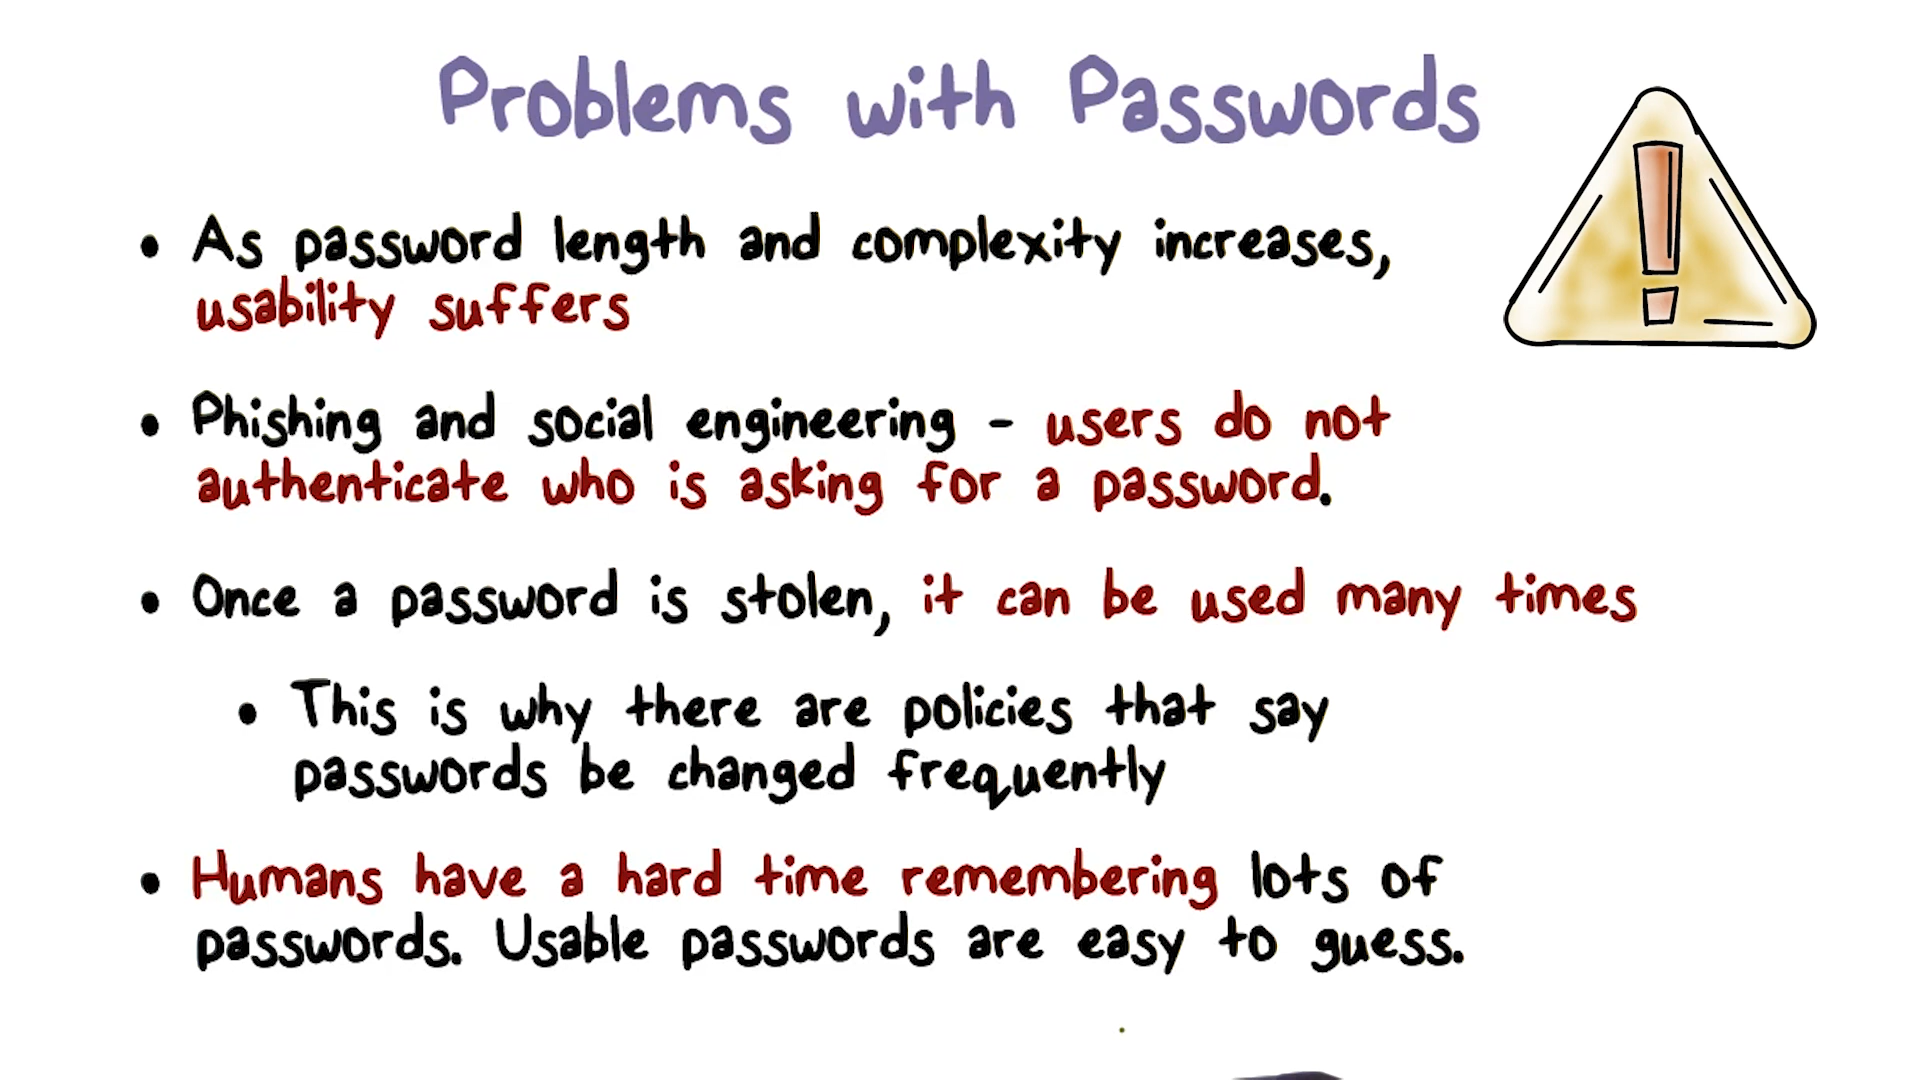 Problems with Passwords
• As password length and complexity increases,
usability suffers
• Phishing and social engineering - users do not
authenticate who is asking for a password.
• Once a password is stolen, it can be used many times
• This is why there are policies that say
passwords be changed frequently
• Humans have a hard time remembering lots of
passwords. Usable passwords are easy to guess.